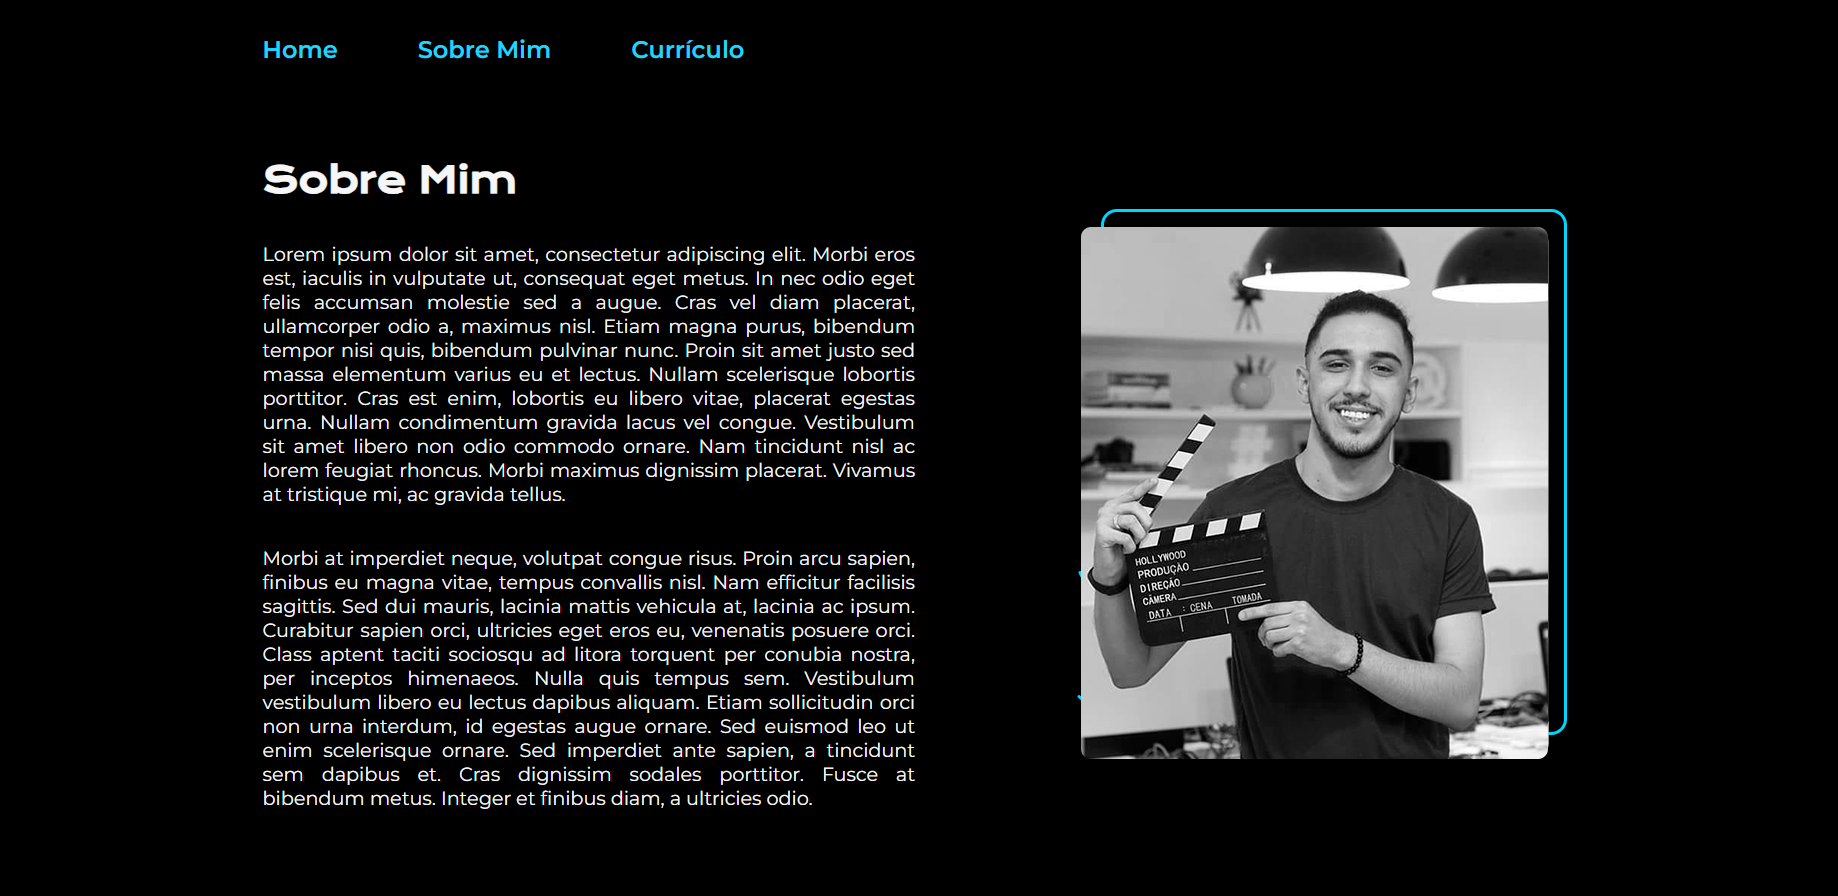 Home Sobre Mim Currículo
Sobre Mim
Lorem ipsum dolor sit amet, consectetur adipiscing elit. Morbi eros
est, iaculis in vulputate ut, consequat eget metus. In nec odio eget
felis accumsan molestie sed a augue. Cras vel diam placerat,
ullamcorper odio a, maximus nisl. Etiam magna purus, bibendum
tempor nisi quis, bibendum pulvinar nunc. Proin sit amet justo sed
massa elementum varius eu et lectus. Nullam scelerisque lobortis
porttitor. Cras est enim, lobortis eu libero vitae, placerat egestas
urna. Nullam condimentum gravida lacus vel congue. Vestibulum
sit amet libero non odio commodo ornare. Nam tincidunt nisl ac
lorem feugiat rhoncus. Morbi maximus dignissim placerat. Vivamus
at tristique mi, ac gravida tellus.
Morbi at imperdiet neque, volutpat congue risus. Proin arcu sapien,
finibus eu magna vitae, tempus convallis nisl. Nam efficitur facilisis
sagittis. Sed dui mauris, lacinia mattis vehicula at, lacinia ac ipsum.
Curabitur sapien orci, ultricies eget eros eu, venenatis posuere orci.
Class aptent taciti sociosqu ad litora torquent per conubia nostra,
per inceptos himenaeos. Nulla quis tempus sem. Vestibulum
vestibulum libero eu lectus dapibus aliquam. Etiam sollicitudin orci
non urna interdum, id egestas augue ornare. Sed euismod leo ut
enim scelerisque ornare. Sed imperdiet ante sapien, a tincidunt
sem dapibus et. Cras dignissim sodales porttitor. Fusce at
bibendum metus. Integer et finibus diam, a ultricies odio.
HOLLYWOOD
PRODUÇÃO
DIREÇÃO
CÂMERA
DATA : CENA TOMADA